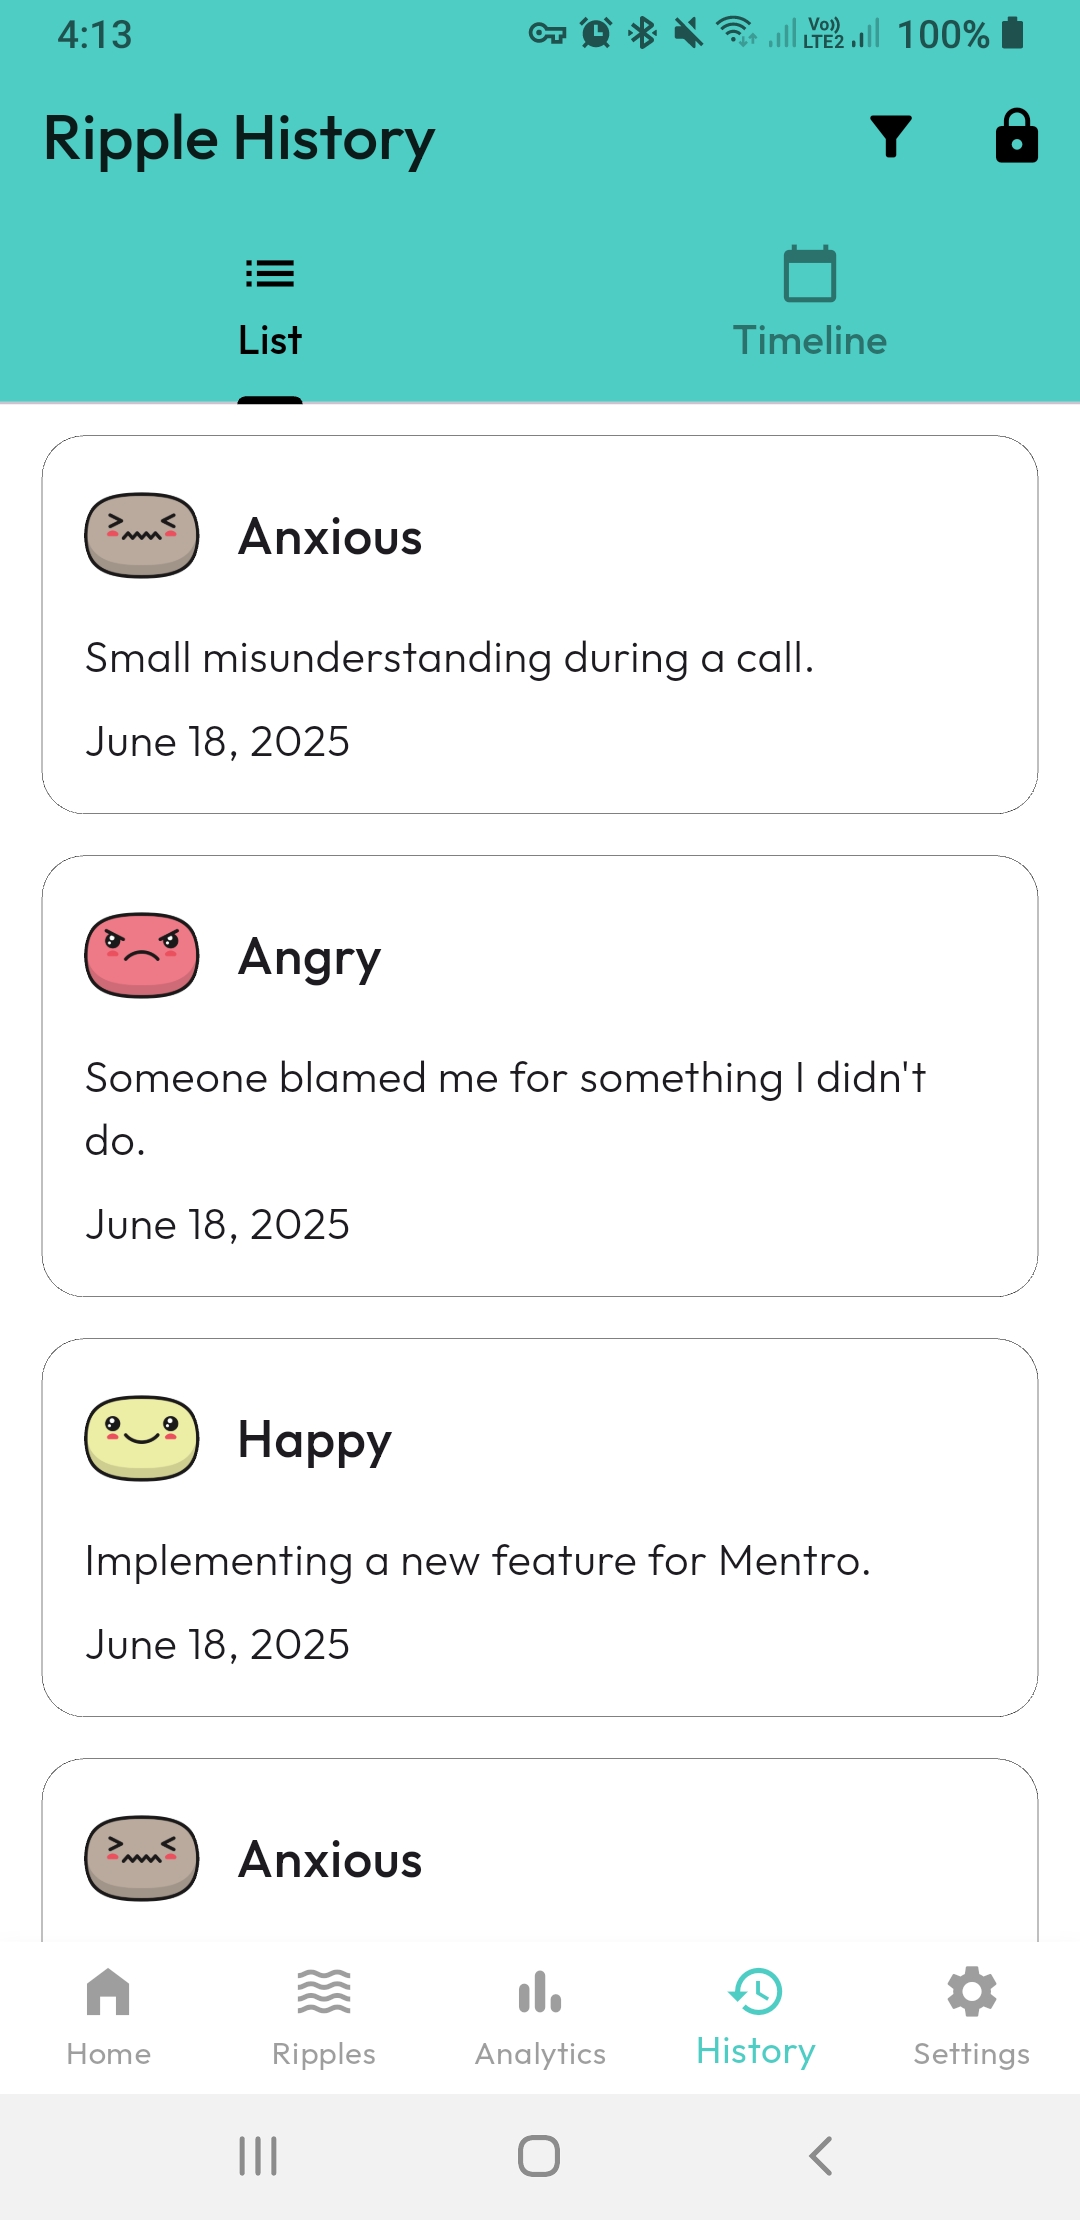 4:13
Vo))
LTE2
100%
Ripple History
List
Timeline
Anxious
Small misunderstanding during a call.
June 18, 2025
Angry
Someone blamed me for something I didn't
do.
June 18, 2025
Happy
Implementing a new feature for Mentro.
June 18, 2025
Anxious
Home
Ripples
Analytics
History
Settings